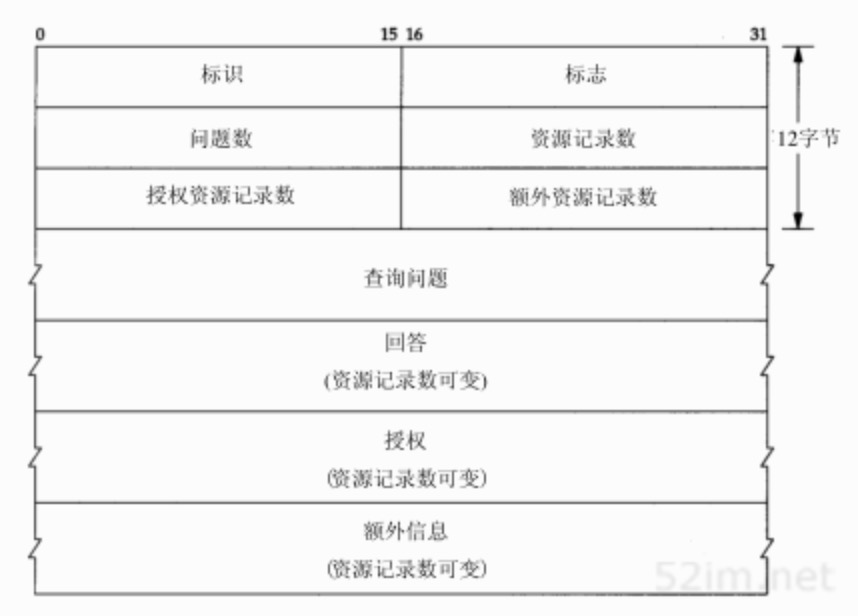 0 15 16 31
标识 标志
问题数 资源记录数 12字节
授权资源记录数 额外资源记录数
查询问题
回答
(资源记录数可变)
授权
(资源记录数可变)
额外信息
(资源记录数可变)
52im.net